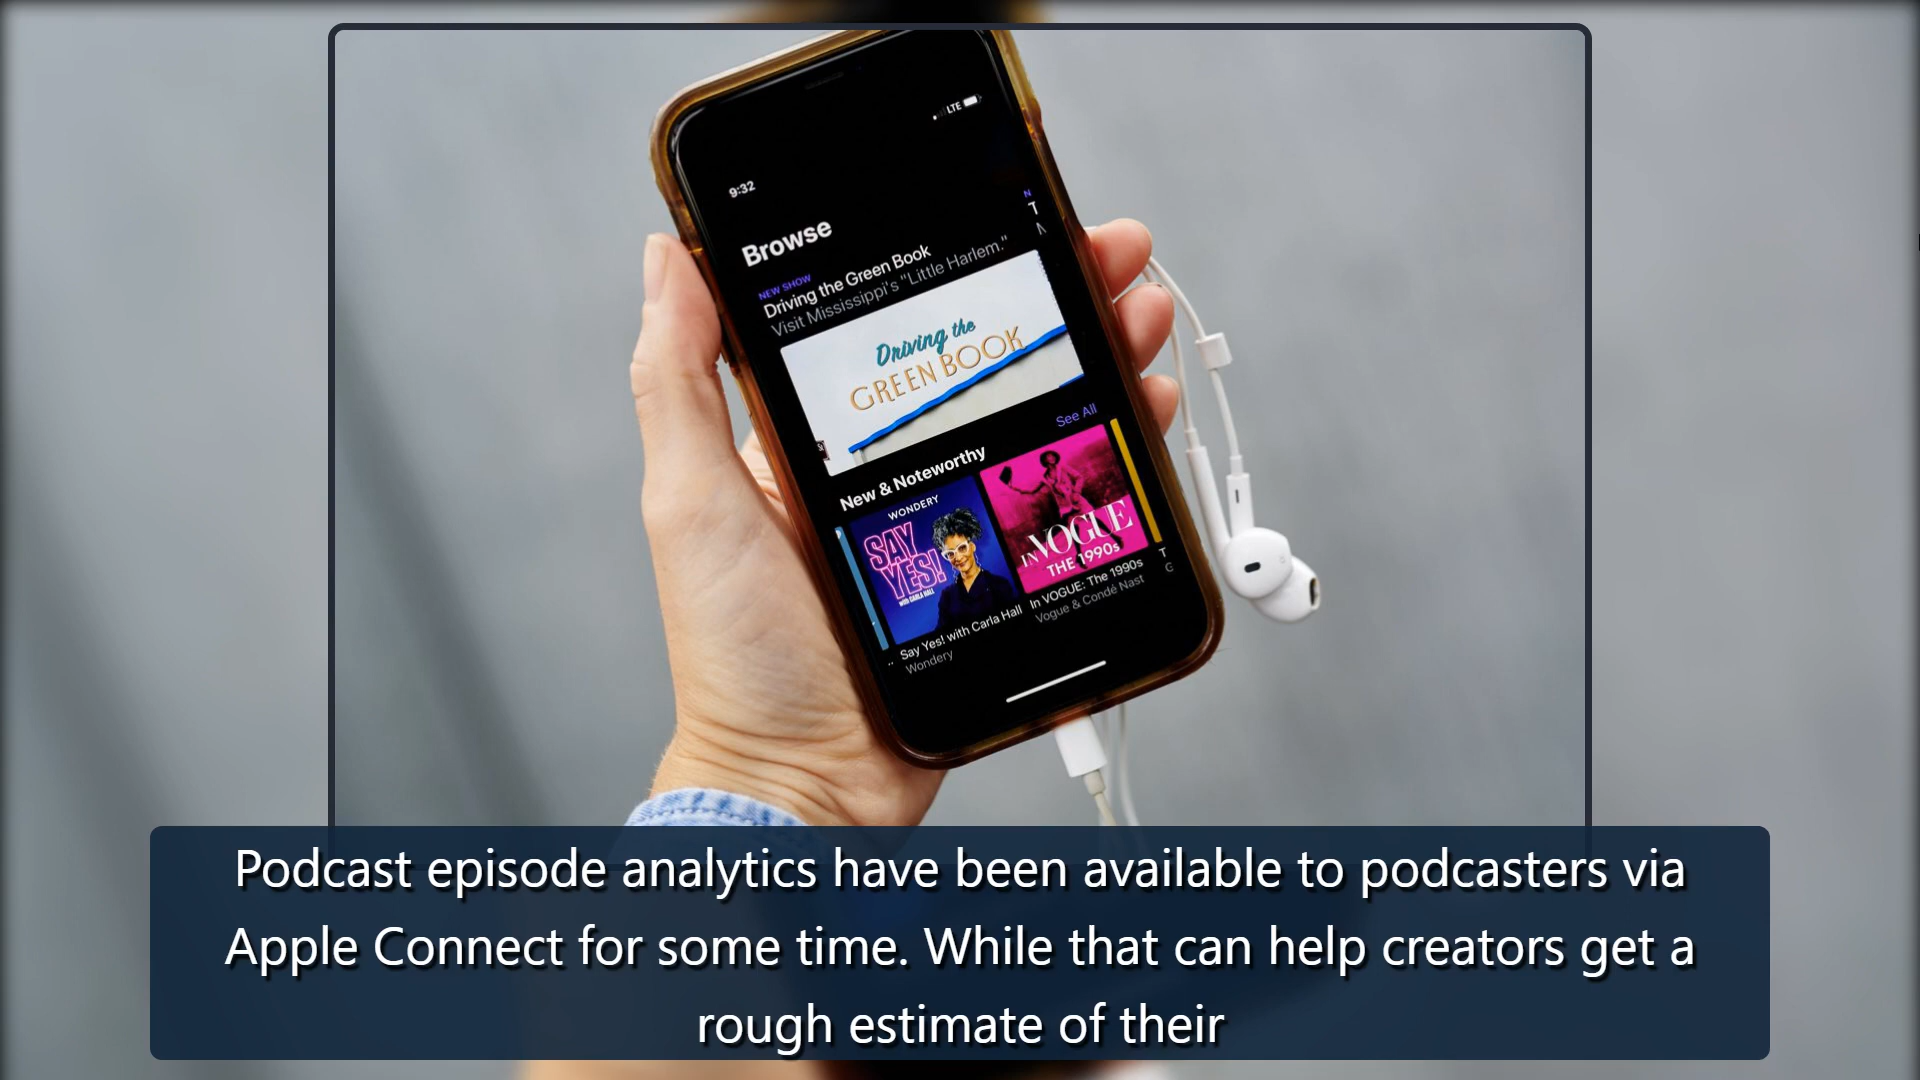 LTE
9:32
Browse
N
T
NEW SHOW
Driving the Green Book
Visit Mississippi's "Little Harlem."
Driving the
GREEN BOOK
See All
New & Noteworthy
WONDERY
SAY
YES!
with CARLA HALL
IN VOGUE
THE 1990s
Say Yes! with Carla Hall
Wondery
In VOGUE: The 1990s
Vogue & Condé Nast
T
G
Podcast episode analytics have been available to podcasters via
Apple Connect for some time. While that can help creators get a
rough estimate of their